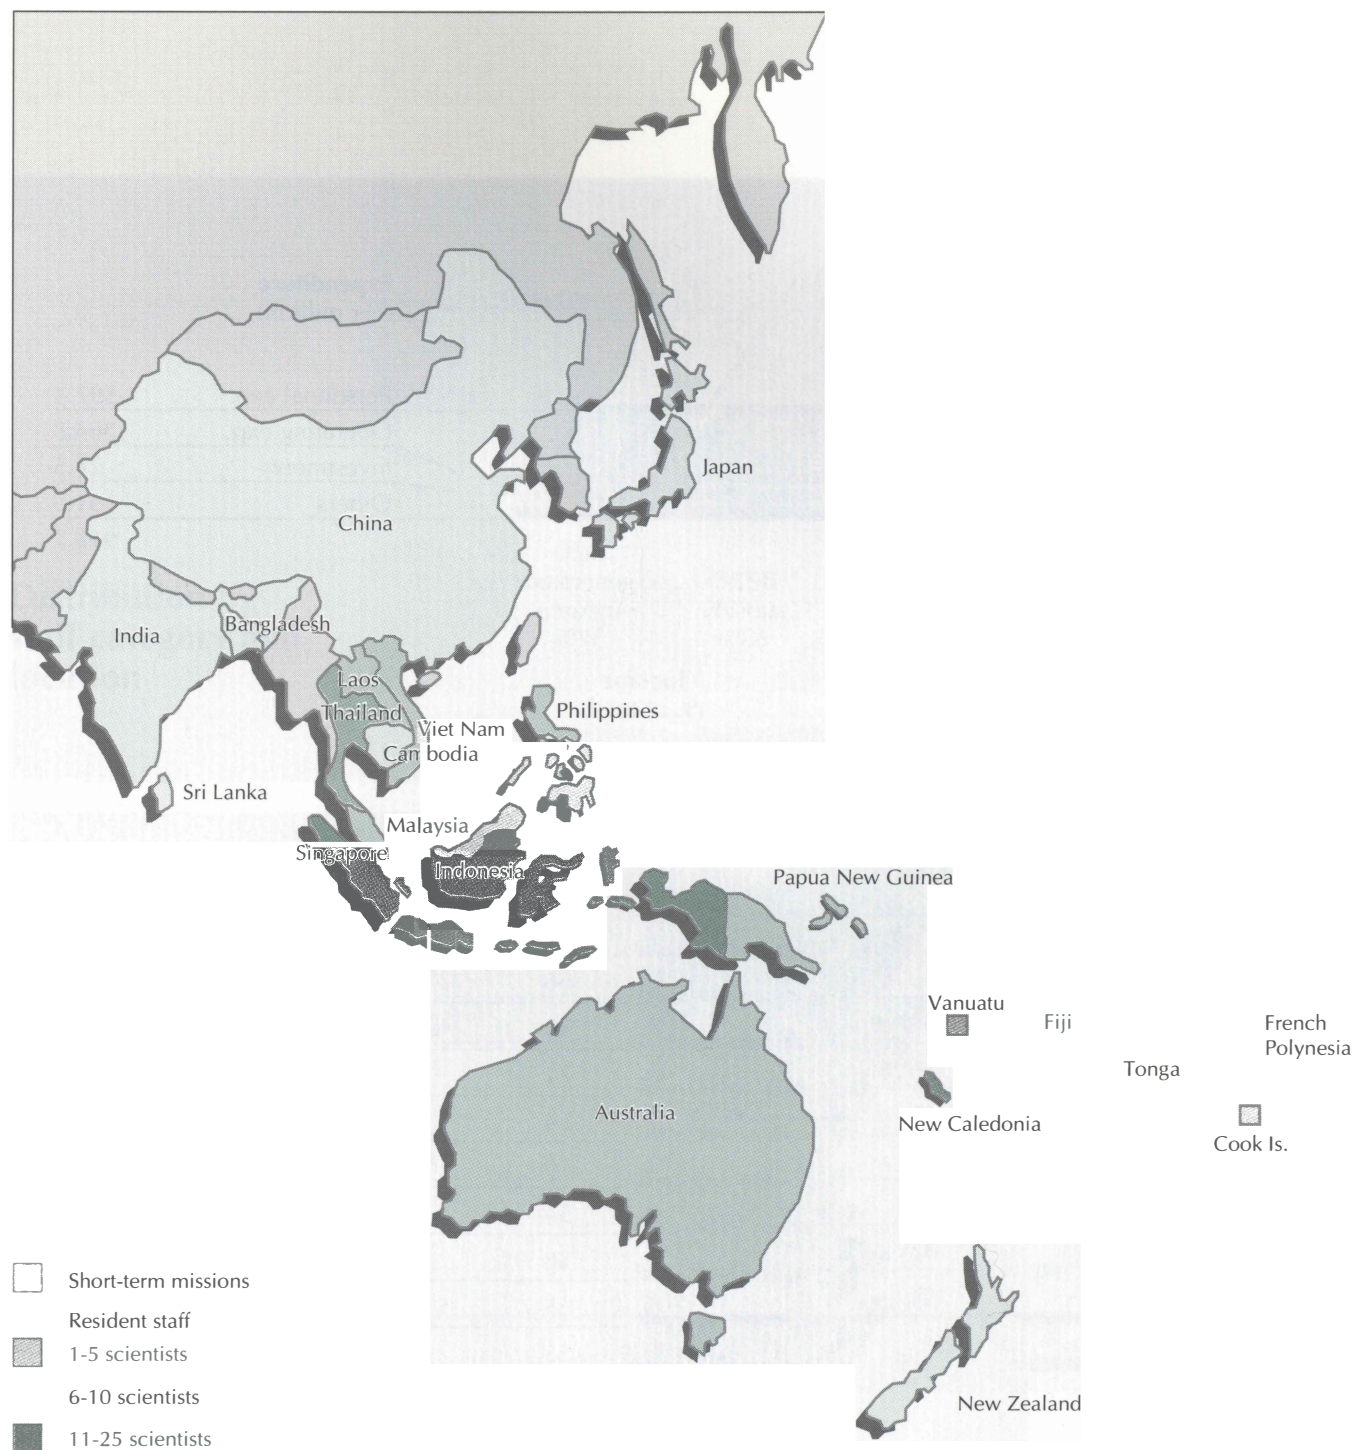 Japan
China
Bangladesh
India
Laos
Thailand
Philippines
Viet Nam
Cambodia
Sri Lanka
Malaysia
Singapore
Indonesia
Papua New Guinea
Vanuatu
Fiji
French
Polynesia
Tonga
Australia
New Caledonia
Cook Is.
Short-term missions
Resident staff
1-5 scientists
6-10 scientists
New Zealand
11-25 scientists